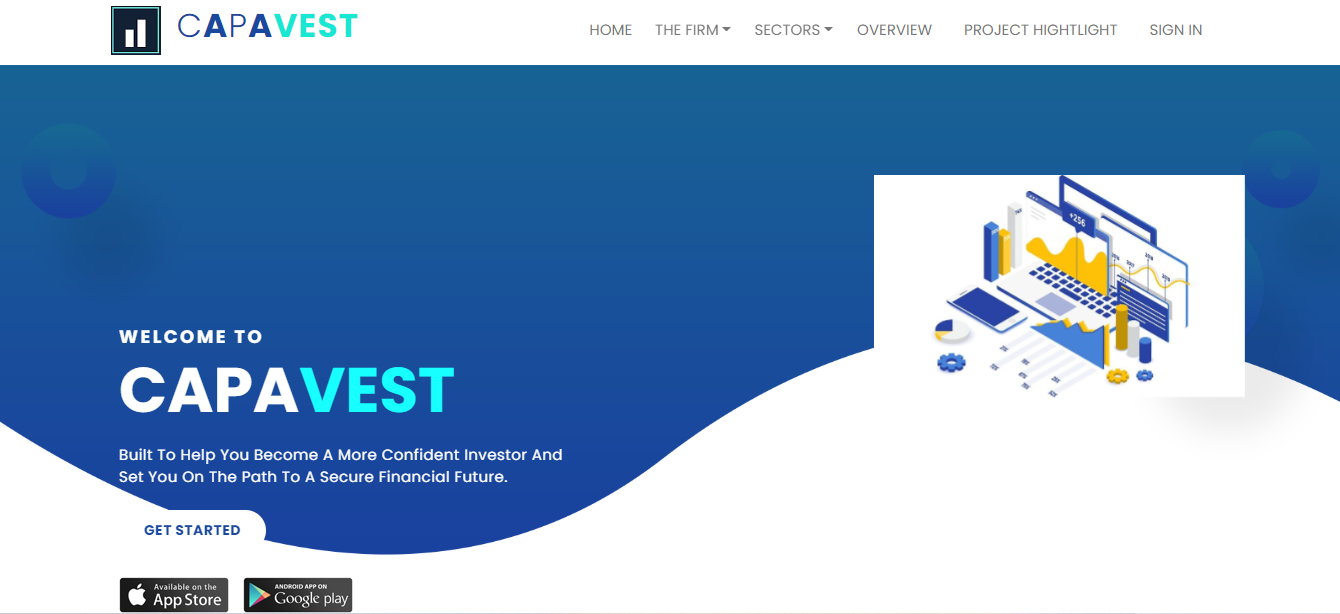 CAPAVEST
HOME THE FIRM SECTORS OVERVIEW PROJECT HIGHTLIGHT SIGN IN
+256
WELCOME TO
CAPAVEST
Built To Help You Become A More Confident Investor And
Set You On The Path To A Secure Financial Future.
GET STARTED
Available on the
App Store
ANDROID APP ON
Google play